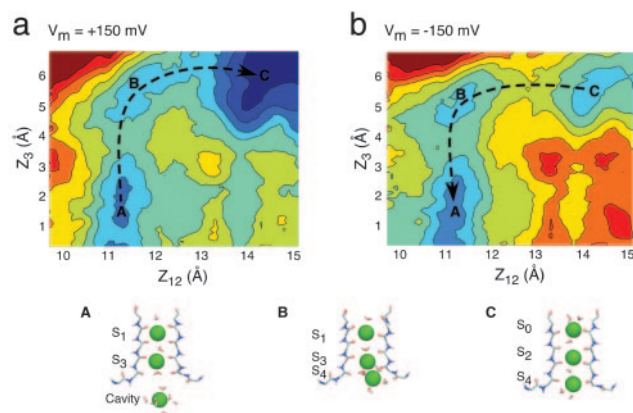 a
V_m = +150 mV
6
5
4
3
2
1
Z_3 (Å)
B
C
A
10 11 12 13 14 15
Z_12 (Å)
b
V_m = -150 mV
6
5
4
3
2
1
Z_3 (Å)
B
C
A
10 11 12 13 14 15
Z_12 (Å)
A
S_1
S_3
Cavity
B
S_1
S_3
S_4
C
S_0
S_2
S_4